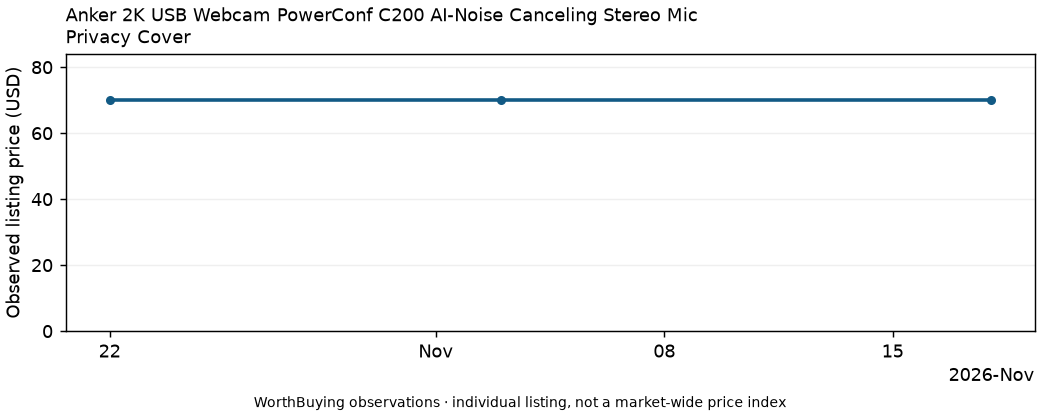 Anker 2K USB Webcam PowerConf C200 AI-Noise Canceling Stereo Mic
Privacy Cover
Observed listing price (USD)
80
60
40
20
0
22
Nov
08
15
2026-Nov
WorthBuying observations · individual listing, not a market-wide price index